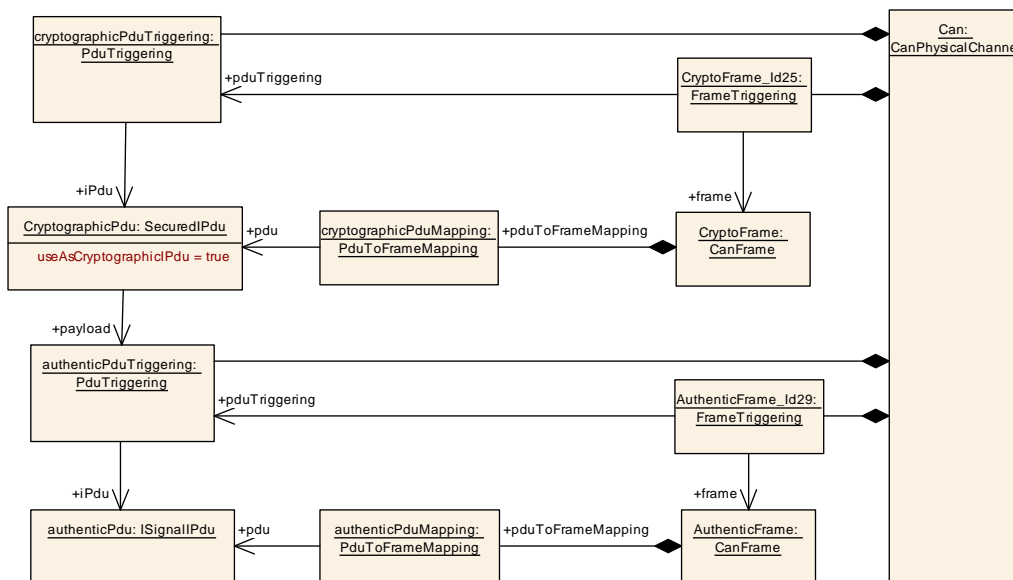 cryptographicPduTriggering:
PduTriggering
Can:
CanPhysicalChannel
+pduTriggering
CryptoFrame_Id25:
FrameTriggering
+iPdu
+frame
CryptographicPdu: SecuredIPdu
useAsCryptographicIPdu = true
+pdu
cryptographicPduMapping:
PduToFrameMapping
+pduToFrameMapping
CryptoFrame:
CanFrame
+payload
authenticPduTriggering:
PduTriggering
+pduTriggering
AuthenticFrame_Id29:
FrameTriggering
+iPdu
+frame
authenticPdu: ISignalIPdu
+pdu
authenticPduMapping:
PduToFrameMapping
+pduToFrameMapping
AuthenticFrame:
CanFrame